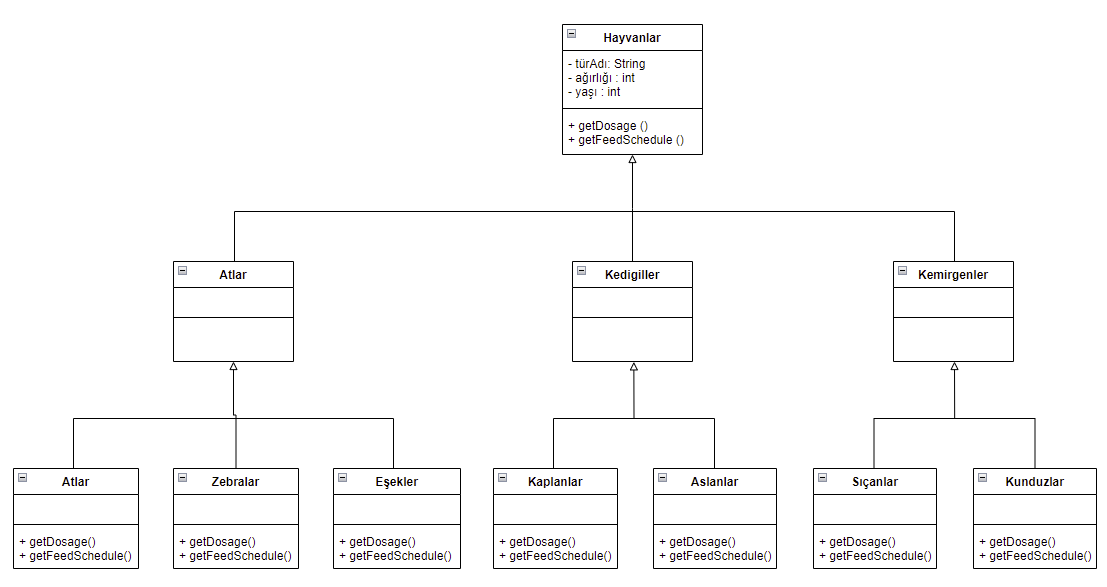 Hayvanlar
- türAdı: String
- ağırlığı : int
- yaşı : int
+ getDosage ()
+ getFeedSchedule ()
Atlar
Kedigiller
Kemirgenler
Atlar
+ getDosage()
+ getFeedSchedule()
Zebralar
+ getDosage()
+ getFeedSchedule()
Eşekler
+ getDosage()
+ getFeedSchedule()
Kaplanlar
+ getDosage()
+ getFeedSchedule()
Aslanlar
+ getDosage()
+ getFeedSchedule()
Sıçanlar
+ getDosage()
+ getFeedSchedule()
Kunduzlar
+ getDosage()
+ getFeedSchedule()